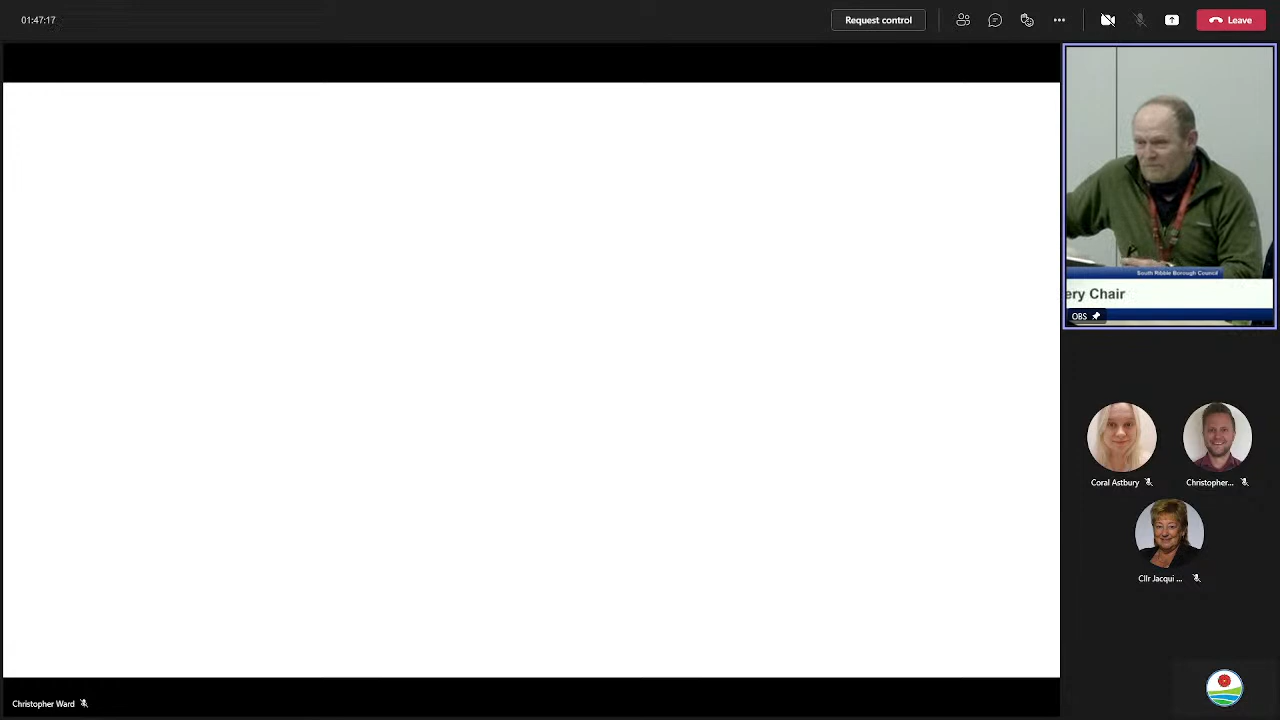 01:47:17
Request control
Leave
South Ribble Borough Council
ery Chair
OBS
Coral Astbury
Christopher...
Cllr Jacqui ...
Christopher Ward